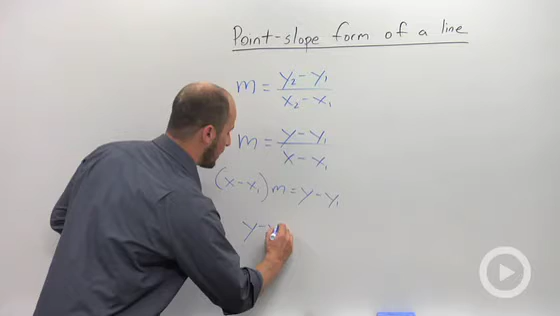 Point-slope form of a line
m = y₂ - y₁ / x₂ - x₁
m = y - y₁ / x - x₁
(x - x₁) m = y - y₁
y -